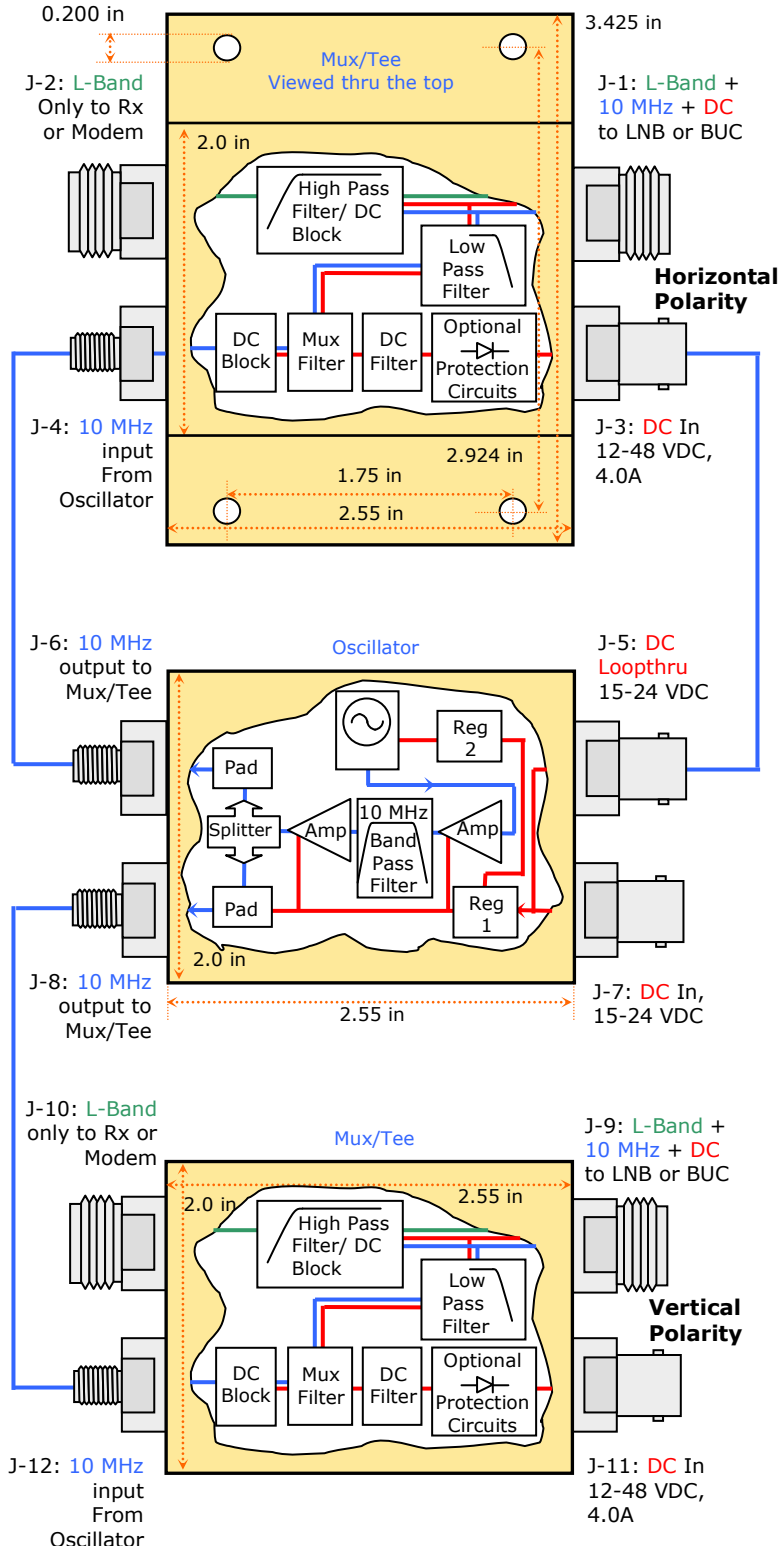 0.200 in
3.425 in
Mux/Tee
Viewed thru the top
J-2: L-Band
Only to Rx
or Modem
J-1: L-Band +
10 MHz + DC
to LNB or BUC
2.0 in
High Pass
Filter/ DC
Block
Low
Pass
Filter
Horizontal
Polarity
DC
Block
Mux
Filter
DC
Filter
Optional
Protection
Circuits
J-4: 10 MHz
input
From
Oscillator
J-3: DC In
12-48 VDC,
4.0A
2.924 in
1.75 in
2.55 in
J-6: 10 MHz
output to
Mux/Tee
Oscillator
J-5: DC
Loopthru
15-24 VDC
Reg
2
Pad
Splitter
Amp
10 MHz
Band
Pass
Filter
Amp
Pad
Reg
1
2.0 in
J-8: 10 MHz
output to
Mux/Tee
J-7: DC In,
15-24 VDC
2.55 in
J-10: L-Band
only to Rx or
Modem
Mux/Tee
J-9: L-Band +
10 MHz + DC
to LNB or BUC
2.0 in
2.55 in
High Pass
Filter/ DC
Block
Low
Pass
Filter
Vertical
Polarity
DC
Block
Mux
Filter
DC
Filter
Optional
Protection
Circuits
J-12: 10 MHz
input
From
Oscillator
J-11: DC In
12-48 VDC,
4.0A